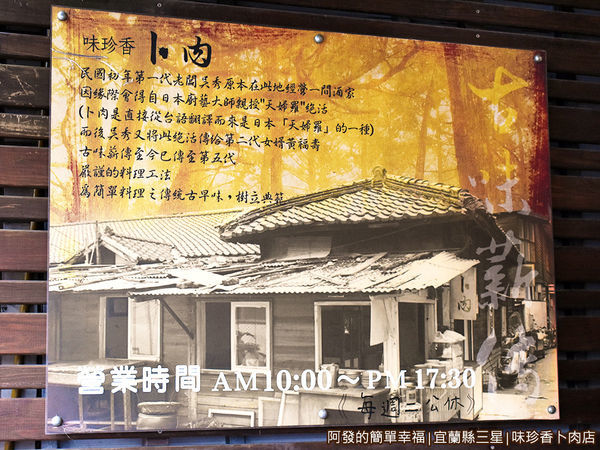 味珍香 卜肉
民國初年第一代老闆吳秀原本在此地經營一間酒家
因緣際會得自日本廚藝大師親授"天婦羅"絕活
(卜肉是直接從台語翻譯而來是日本「天婦羅」的一種)
而後吳秀又將此絕活傳給第二代女婿黃福壽
古味薪傳至今已傳至第五代
嚴謹的料理工法
為簡單料理之傳統古早味，樹立典範
古味薪傳
卜肉
營業時間 AM10:00～PM17:30
《每週二公休》
阿發的簡單幸福|宜蘭縣三星|味珍香卜肉店